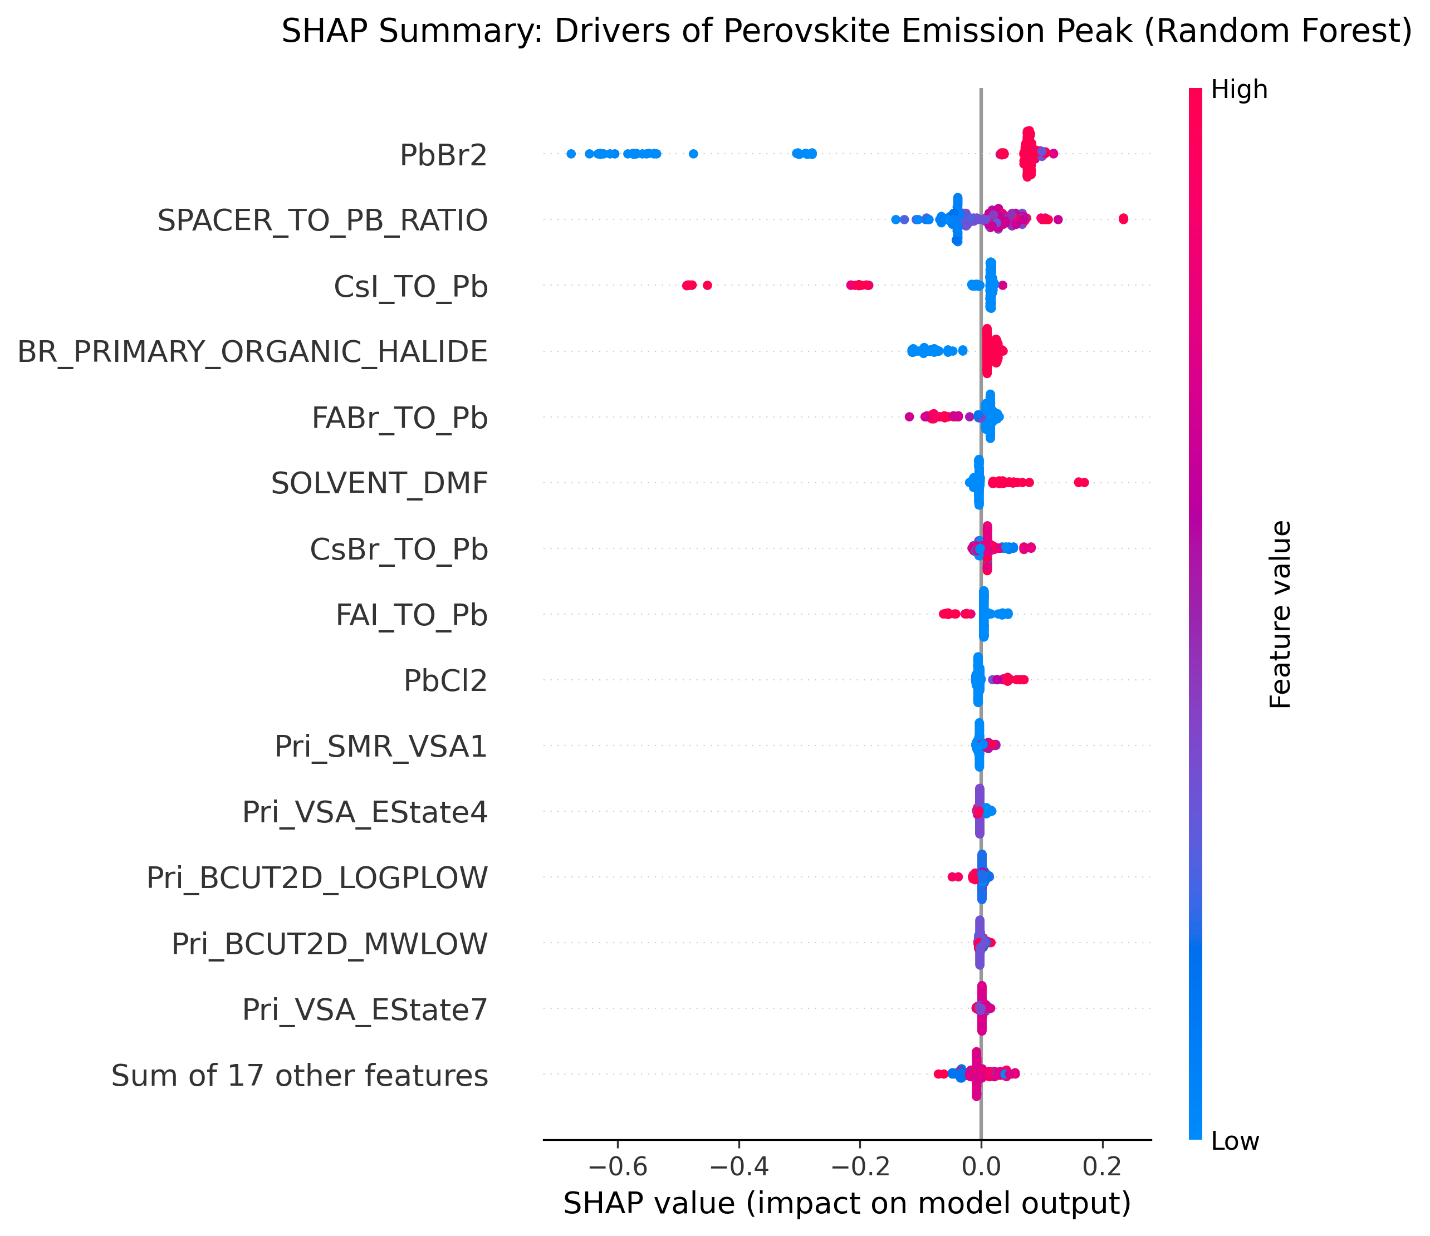 SHAP Summary: Drivers of Perovskite Emission Peak (Random Forest)
High
PbBr2
SPACER_TO_PB_RATIO
CsI_TO_Pb
BR_PRIMARY_ORGANIC_HALIDE
FABr_TO_Pb
SOLVENT_DMF
CsBr_TO_Pb
FAI_TO_Pb
PbCl2
Pri_SMR_VSA1
Pri_VSA_EState4
Pri_BCUT2D_LOGPLOW
Pri_BCUT2D_MWLOW
Pri_VSA_EState7
Sum of 17 other features
Feature value
Low
−0.6 −0.4 −0.2 0.0 0.2
SHAP value (impact on model output)